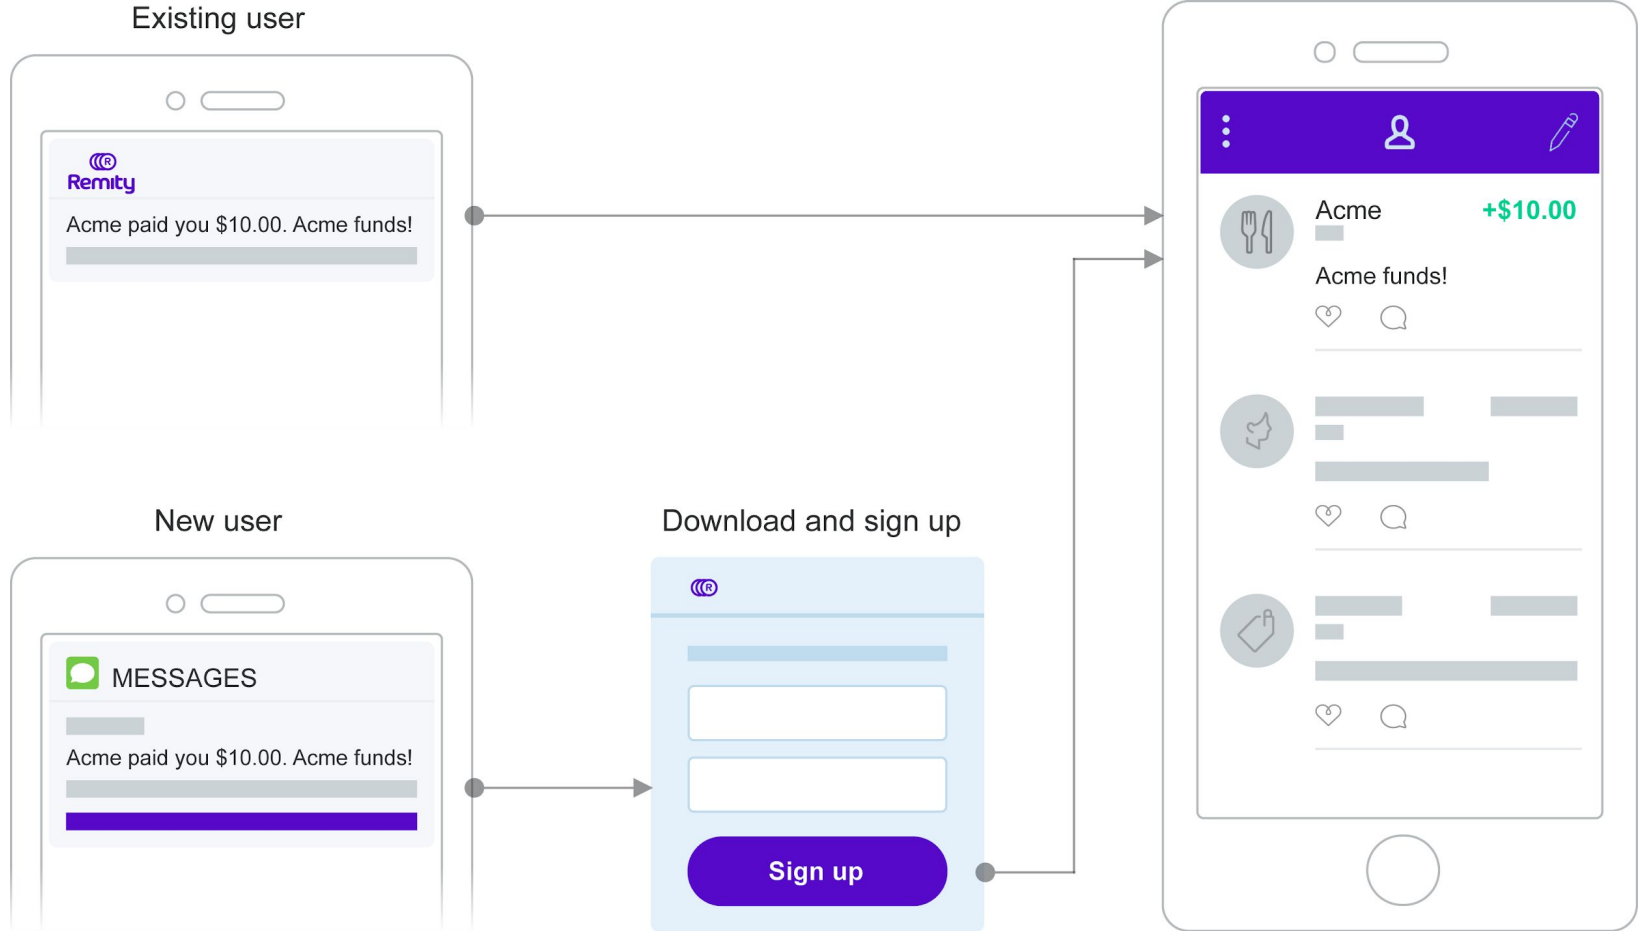 Existing user
Remity
Acme paid you $10.00. Acme funds!
New user
MESSAGES
Acme paid you $10.00. Acme funds!
Download and sign up
R
Sign up
Acme +$10.00
Acme funds!